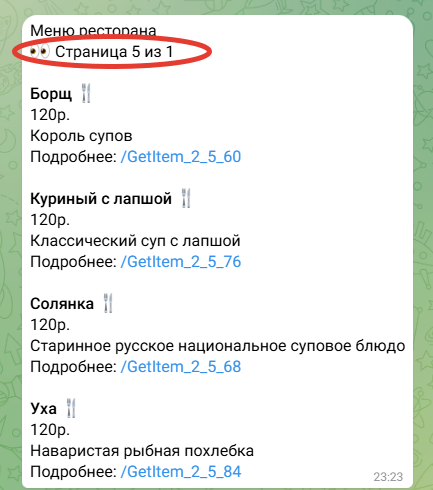 Меню ресторана
👀 Страница 5 из 1
Борщ 🍴
120р.
Король супов
Подробнее: /GetItem_2_5_60
Куриный с лапшой 🍴
120р.
Классический суп с лапшой
Подробнее: /GetItem_2_5_76
Солянка 🍴
120р.
Старинное русское национальное суповое блюдо
Подробнее: /GetItem_2_5_68
Уха 🍴
120р.
Наваристая рыбная похлебка
Подробнее: /GetItem_2_5_84
23:23